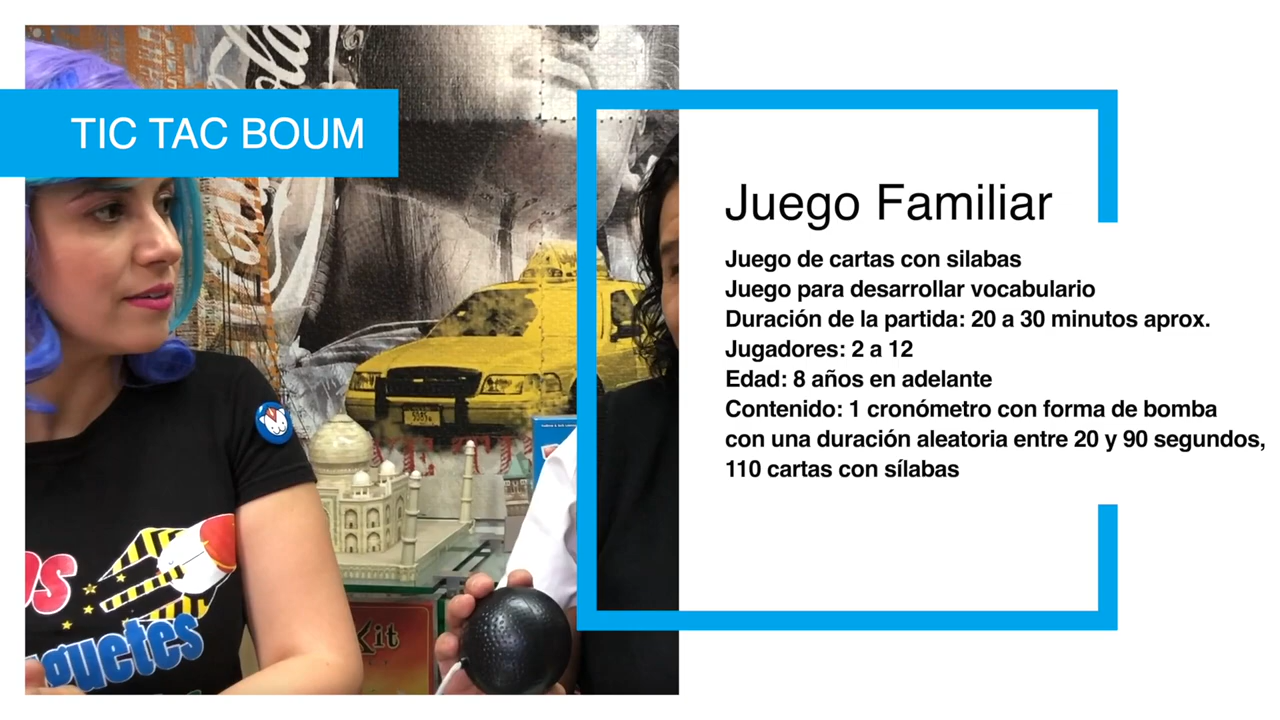 TIC TAC BOUM
Juego Familiar
Juego de cartas con silabas
Juego para desarrollar vocabulario
Duración de la partida: 20 a 30 minutos aprox.
Jugadores: 2 a 12
Edad: 8 años en adelante
Contenido: 1 cronómetro con forma de bomba
con una duración aleatoria entre 20 y 90 segundos,
110 cartas con sílabas
Kit